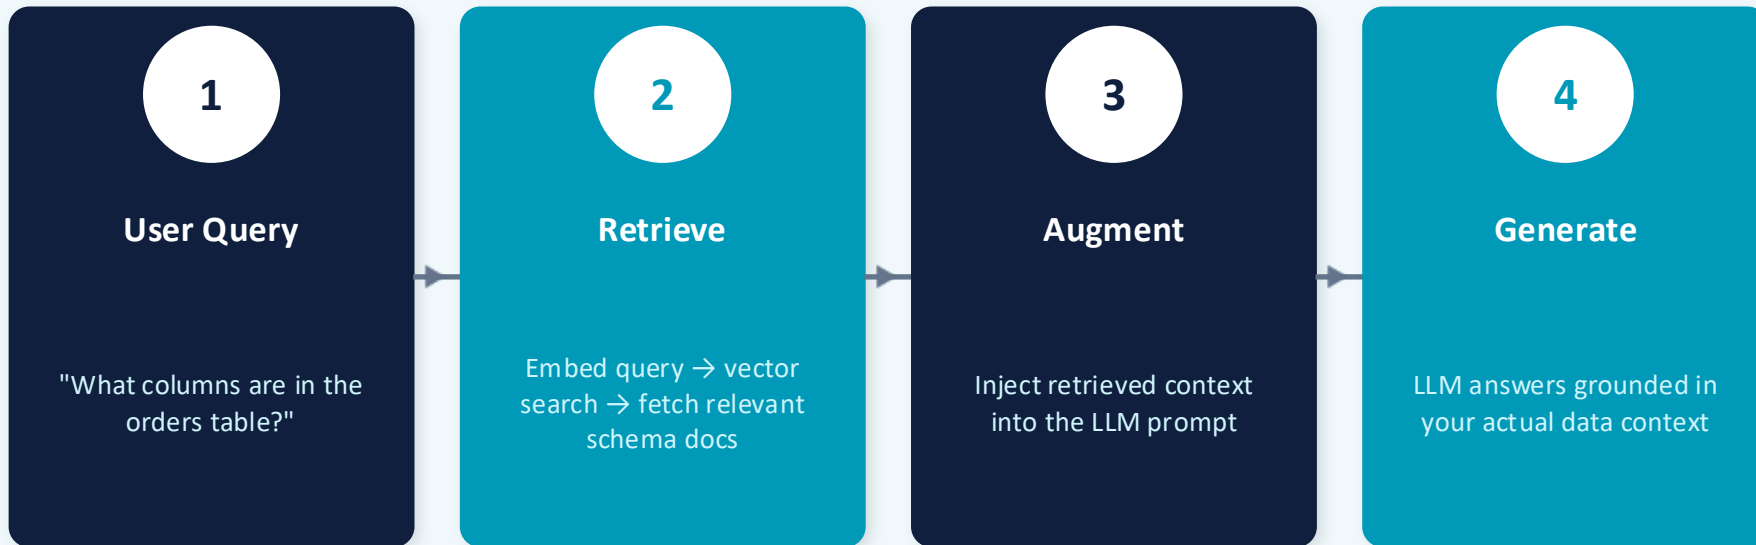 1
User Query
"What columns are in the
orders table?"
2
Retrieve
Embed query → vector
search → fetch relevant
schema docs
3
Augment
Inject retrieved context
into the LLM prompt
4
Generate
LLM answers grounded in
your actual data context